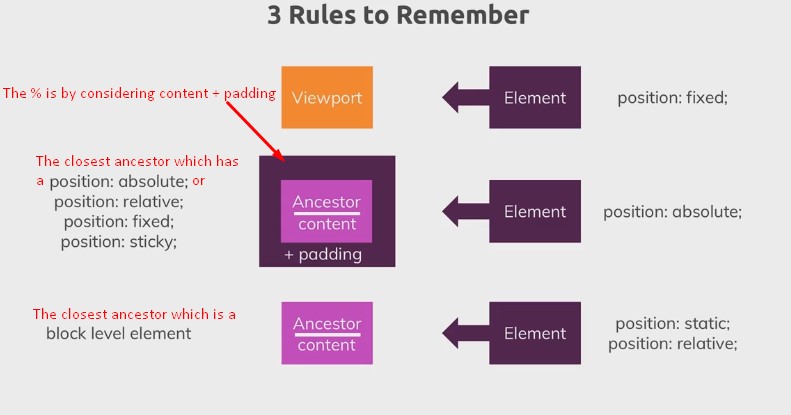 3 Rules to Remember
The % is by considering content + padding
Viewport
Element
position: fixed;
The closest ancestor which has
a position: absolute; or
position: relative;
position: fixed;
position: sticky;
Ancestor
content
+ padding
Element
position: absolute;
The closest ancestor which is a
block level element
Ancestor
content
Element
position: static;
position: relative;